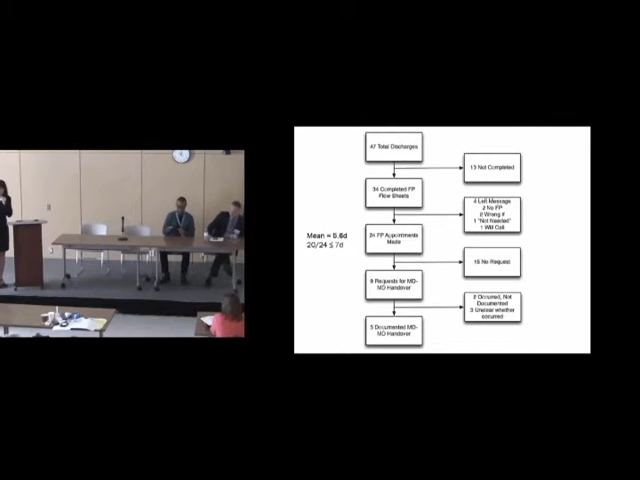 47 Total Discharges
13 Not Completed
34 Completed FP
Flow Sheets
4 Left Message
2 No FP
2 Wrong #
1 "Not Needed"
1 Will Call
Mean = 5.6d
20/24 ≤ 7d
24 FP Appointments
Made
15 No Request
9 Requests for MD-
MD Handover
2 Occurred, Not
Documented
3 Unclear whether
occurred
5 Documented MD-
MD Handover